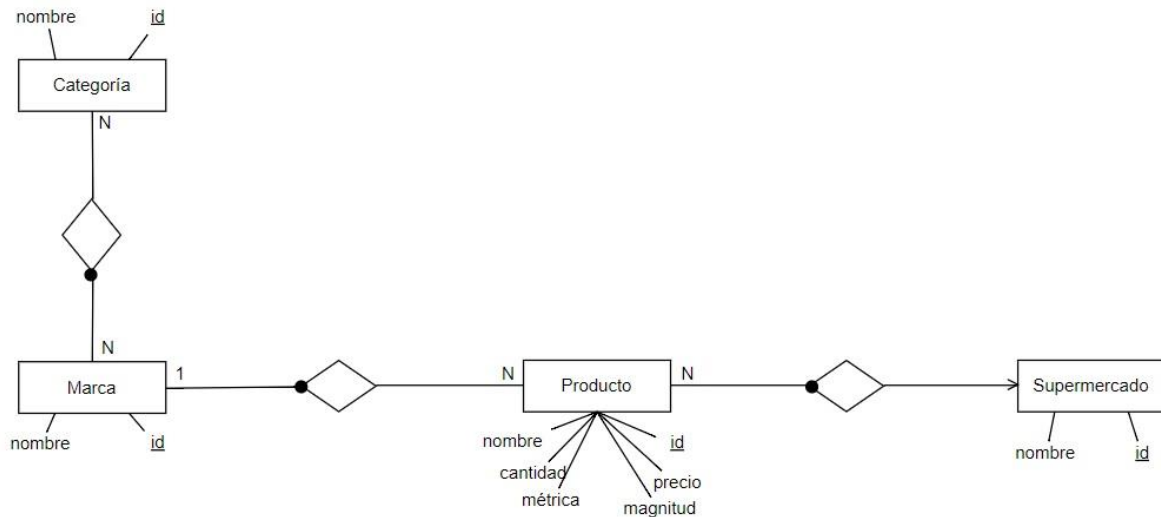 nombre
id
Categoría
N
N
Marca
1
nombre
id
N
Producto
N
nombre
id
cantidad
precio
métrica
magnitud
Supermercado
nombre
id